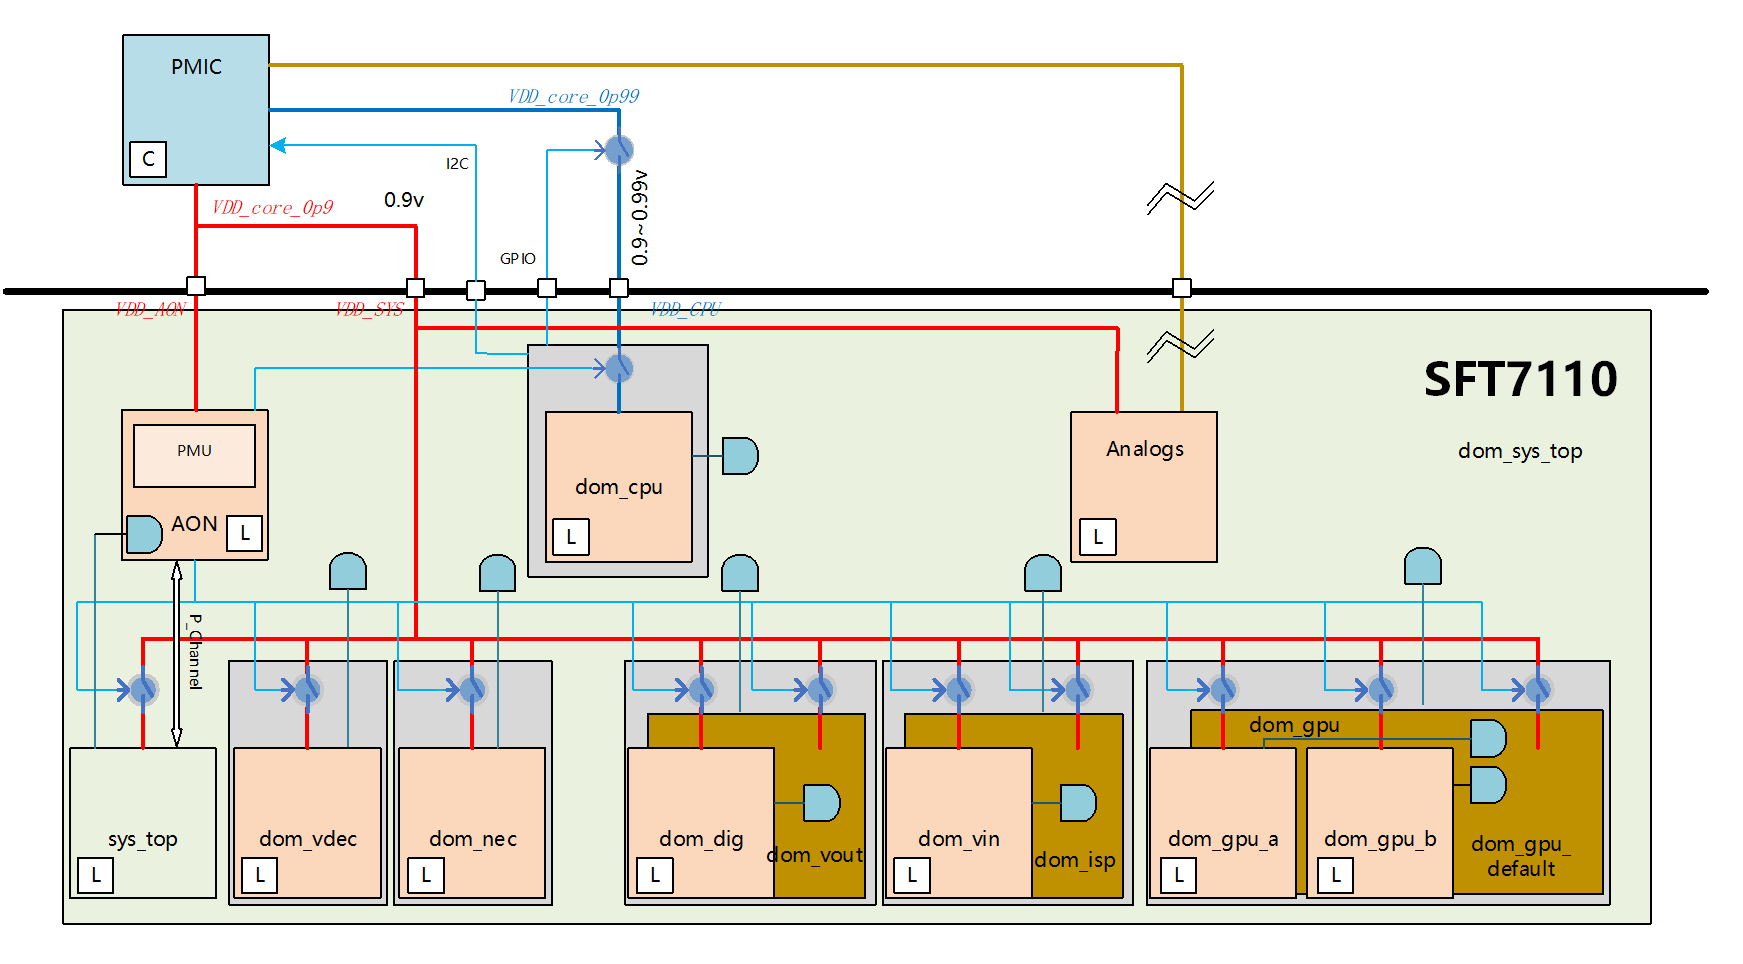 PMIC
VDD_core_0p99
C
I2C
0.9v
VDD_core_0p9
0.9~0.99v
GPIO
VDD_AON
VDD_SYS
VDD_CPU
SFT7110
PMU
Analogs
dom_sys_top
dom_cpu
AON
L
L
L
P_Channel
dom_gpu
sys_top
dom_vdec
dom_nec
dom_dig
dom_vout
dom_vin
dom_isp
dom_gpu_a
dom_gpu_b
dom_gpu_
default
L
L
L
L
L
L
L